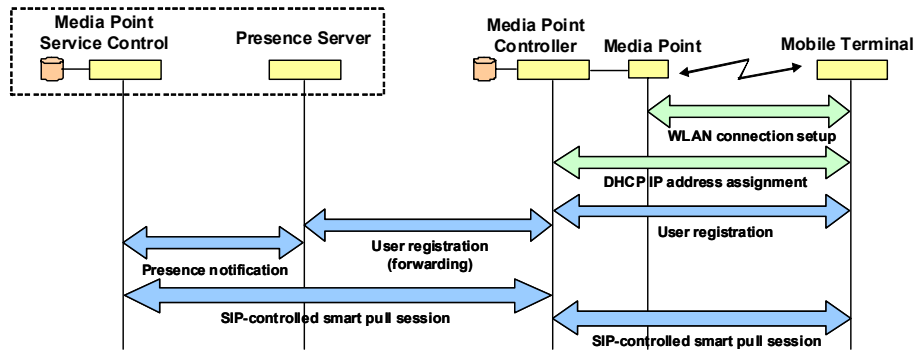 Media Point
Service Control
Presence Server
Media Point
Controller
Media Point
Mobile Terminal
WLAN connection setup
DHCP IP address assignment
User registration
User registration
(forwarding)
Presence notification
SIP-controlled smart pull session
SIP-controlled smart pull session